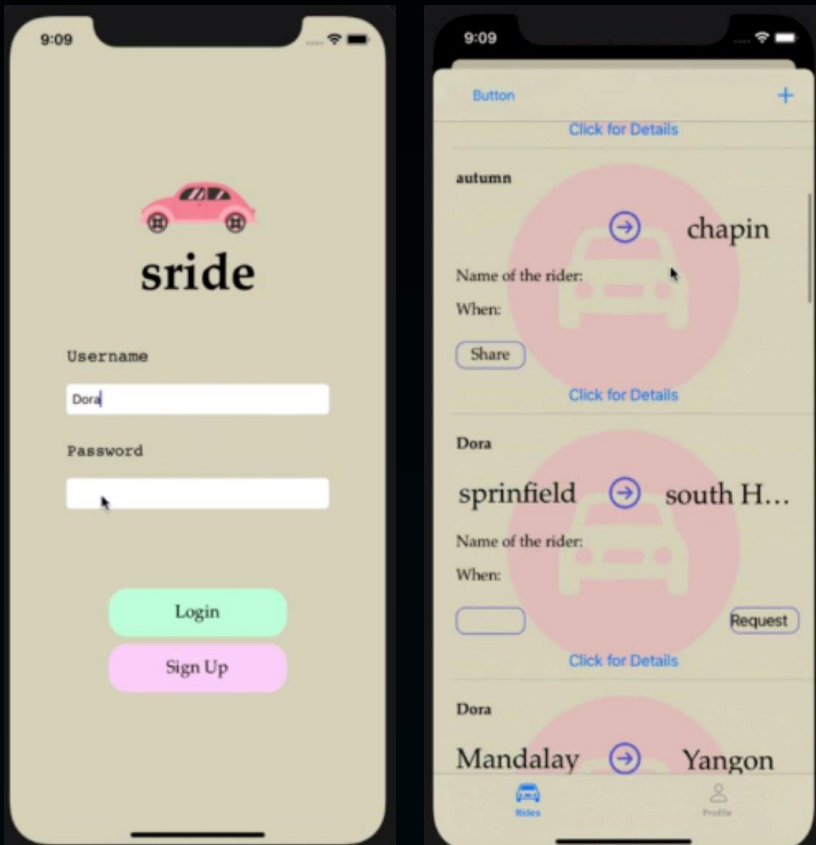 9:09
sride
Username
Dora
Password
Login
Sign Up
9:09
Button +
Click for Details
autumn
chapin
Name of the rider:
When:
Share
Click for Details
Dora
sprinfield south H...
Name of the rider:
When:
Request
Click for Details
Dora
Mandalay Yangon
Rides Profile